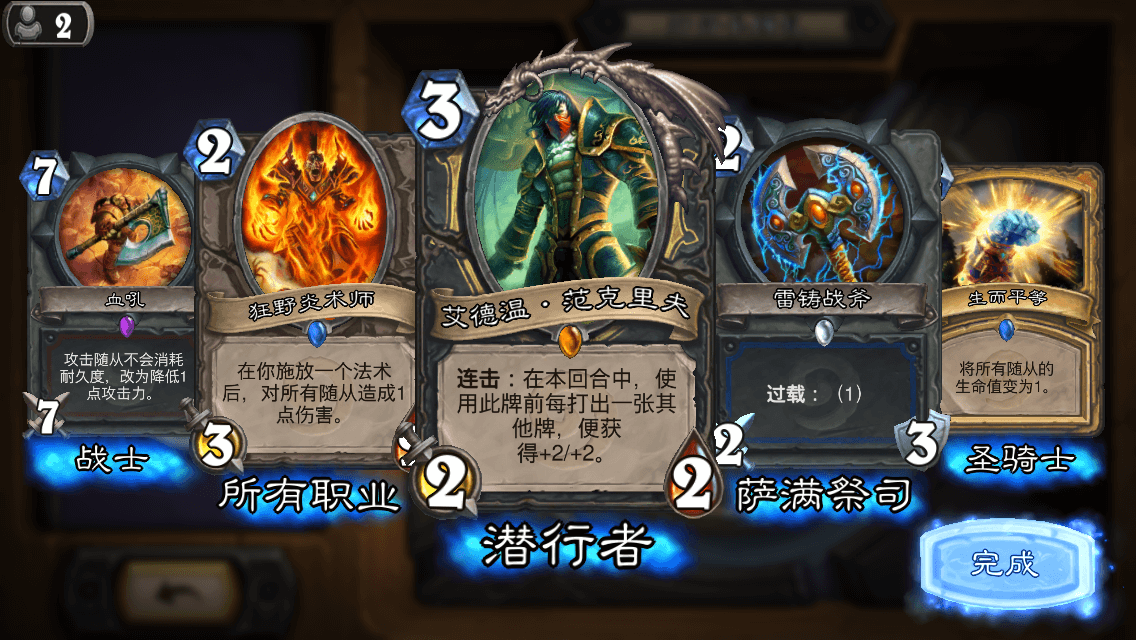 2
7
血吼
攻击随从不会消耗
耐久度，改为降低1
点攻击力。
7
战士
2
狂野炎术师
在你施放一个法术
后，对所有随从造成1
点伤害。
3
所有职业
3
艾德温·范克里夫
连击：在本回合中，使
用此牌前每打出一张其
他牌，便获
得+2/+2。
2
2
潜行者
2
雷铸战斧
过载：（1）
2
3
萨满祭司
生而平等
将所有随从的
生命值变为1。
圣骑士
完成